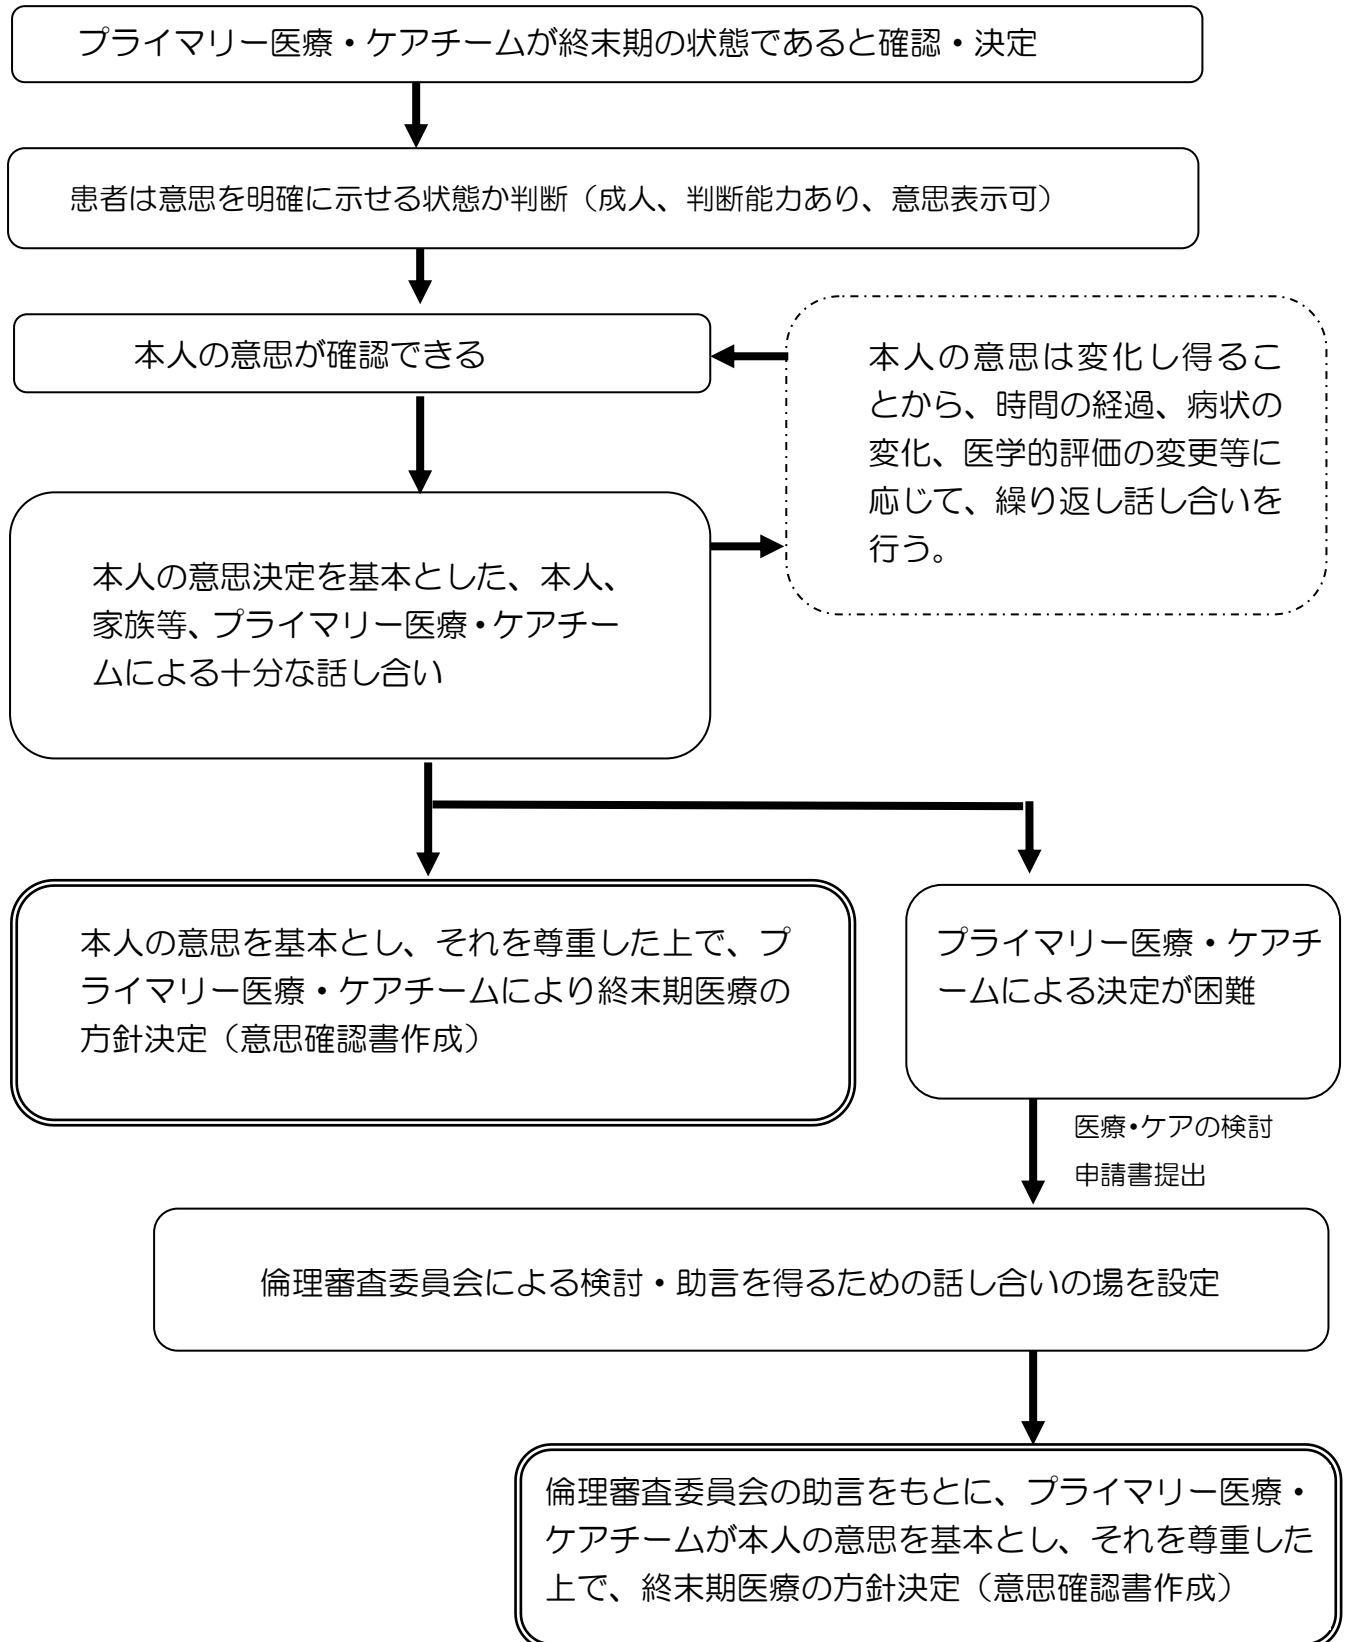 プライマリー医療・ケアチームが終末期の状態であると確認・決定
患者は意思を明確に示せる状態か判断（成人、判断能力あり、意思表示可）
本人の意思が確認できる
本人の意思は変化し得るこ
とから、時間の経過、病状の
変化、医学的評価の変更等に
応じて、繰り返し話し合いを
行う。
本人の意思決定を基本とした、本人、
家族等、プライマリー医療・ケアチー
ムによる十分な話し合い
本人の意思を基本とし、それを尊重した上で、プ
ライマリー医療・ケアチームにより終末期医療の
方針決定（意思確認書作成）
プライマリー医療・ケアチ
ームによる決定が困難
医療・ケアの検討
申請書提出
倫理審査委員会による検討・助言を得るための話し合いの場を設定
倫理審査委員会の助言をもとに、プライマリー医療・
ケアチームが本人の意思を基本とし、それを尊重した
上で、終末期医療の方針決定（意思確認書作成）